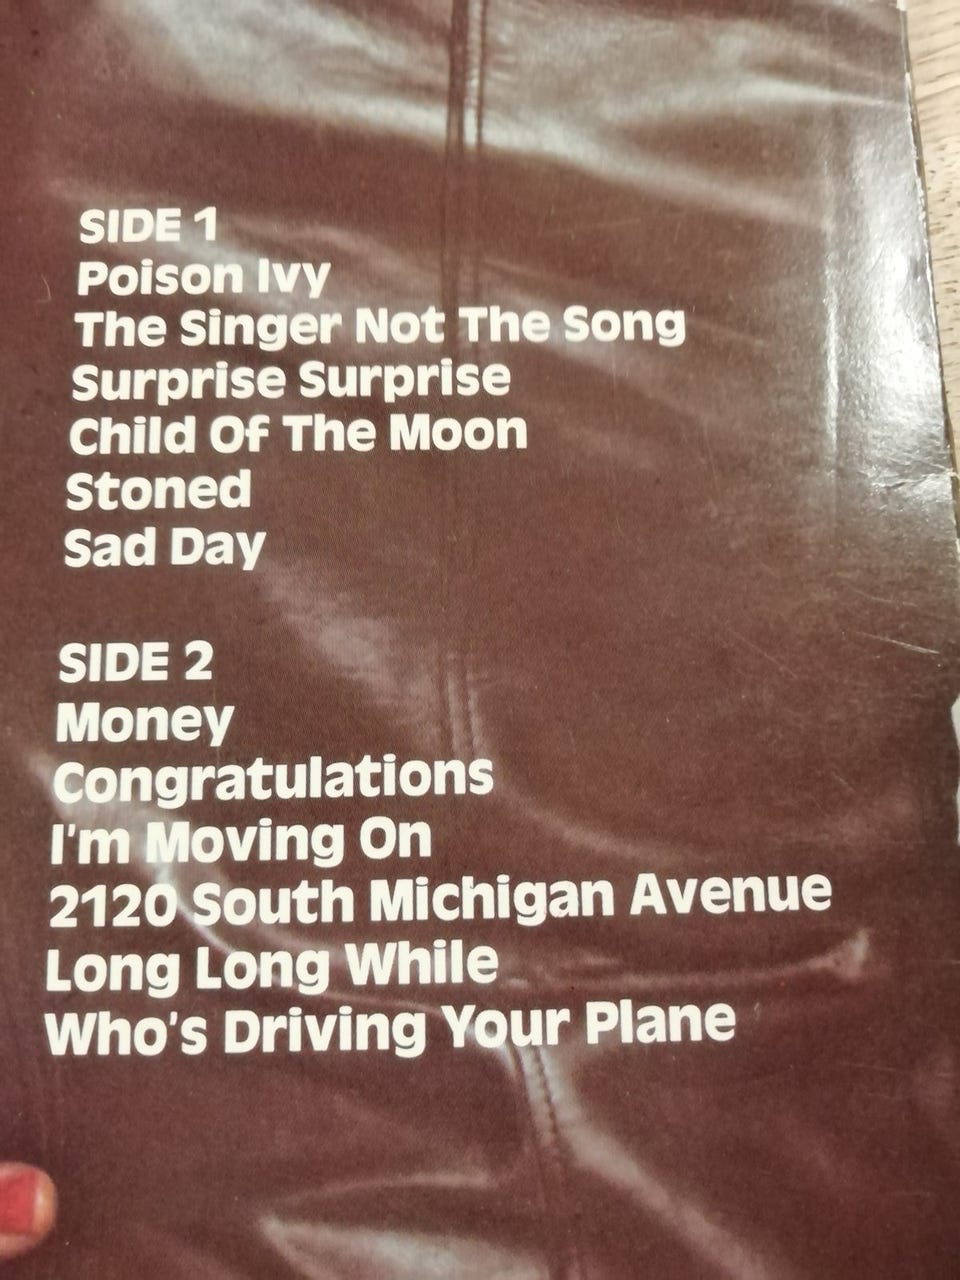 SIDE 1
Poison Ivy
The Singer Not The Song
Surprise Surprise
Child Of The Moon
Stoned
Sad Day
SIDE 2
Money
Congratulations
I'm Moving On
2120 South Michigan Avenue
Long Long While
Who's Driving Your Plane